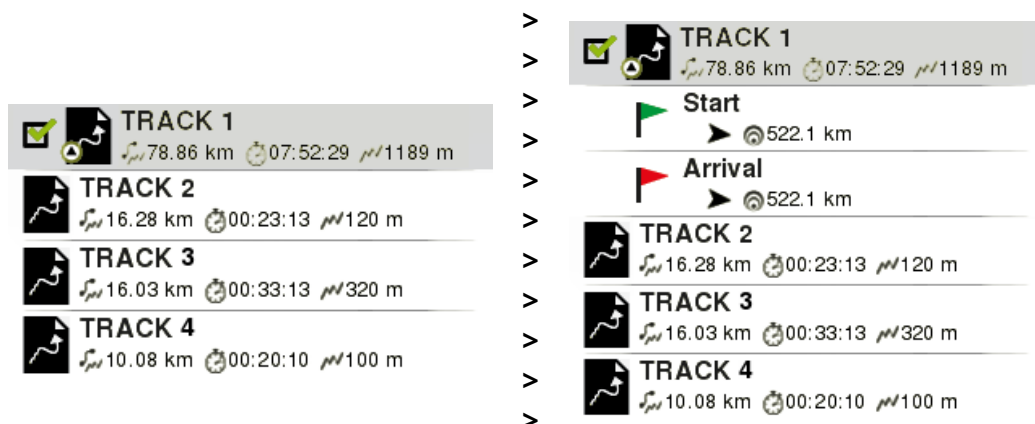 TRACK 1
78.86 km 07:52:29 1189 m
TRACK 2
16.28 km 00:23:13 120 m
TRACK 3
16.03 km 00:33:13 320 m
TRACK 4
10.08 km 00:20:10 100 m
>
>
>
>
>
>
>
>
>
>
>
TRACK 1
78.86 km 07:52:29 1189 m
Start
522.1 km
Arrival
522.1 km
TRACK 2
16.28 km 00:23:13 120 m
TRACK 3
16.03 km 00:33:13 320 m
TRACK 4
10.08 km 00:20:10 100 m